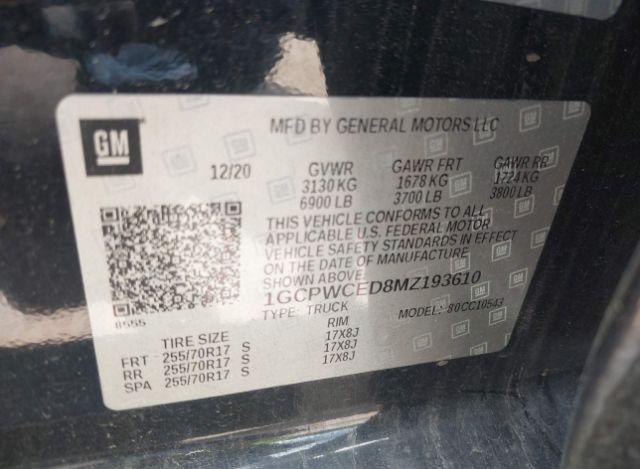 GM
MFD BY GENERAL MOTORS LLC
12/20 GVWR GAWR FRT GAWR RR
3130 KG 1678 KG 1724 KG
6900 LB 3700 LB 3800 LB
THIS VEHICLE CONFORMS TO ALL
APPLICABLE U.S. FEDERAL MOTOR
VEHICLE SAFETY STANDARDS IN EFFECT
ON THE DATE OF MANUFACTURE
SHOWN ABOVE.
1GCPWCED8MZ193610
8555 TYPE: TRUCK MODEL: 80CC10543
TIRE SIZE RIM
FRT 255/70R17 S 17X8J
RR 255/70R17 S 17X8J
SPA 255/70R17 S 17X8J